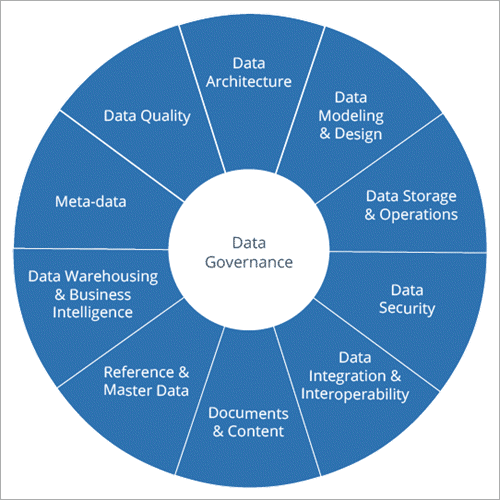 Data
Architecture
Data
Modeling
& Design
Data Storage
& Operations
Data
Security
Data
Integration &
Interoperability
Documents
& Content
Reference &
Master Data
Data Warehousing
& Business
Intelligence
Meta-data
Data Quality
Data
Governance